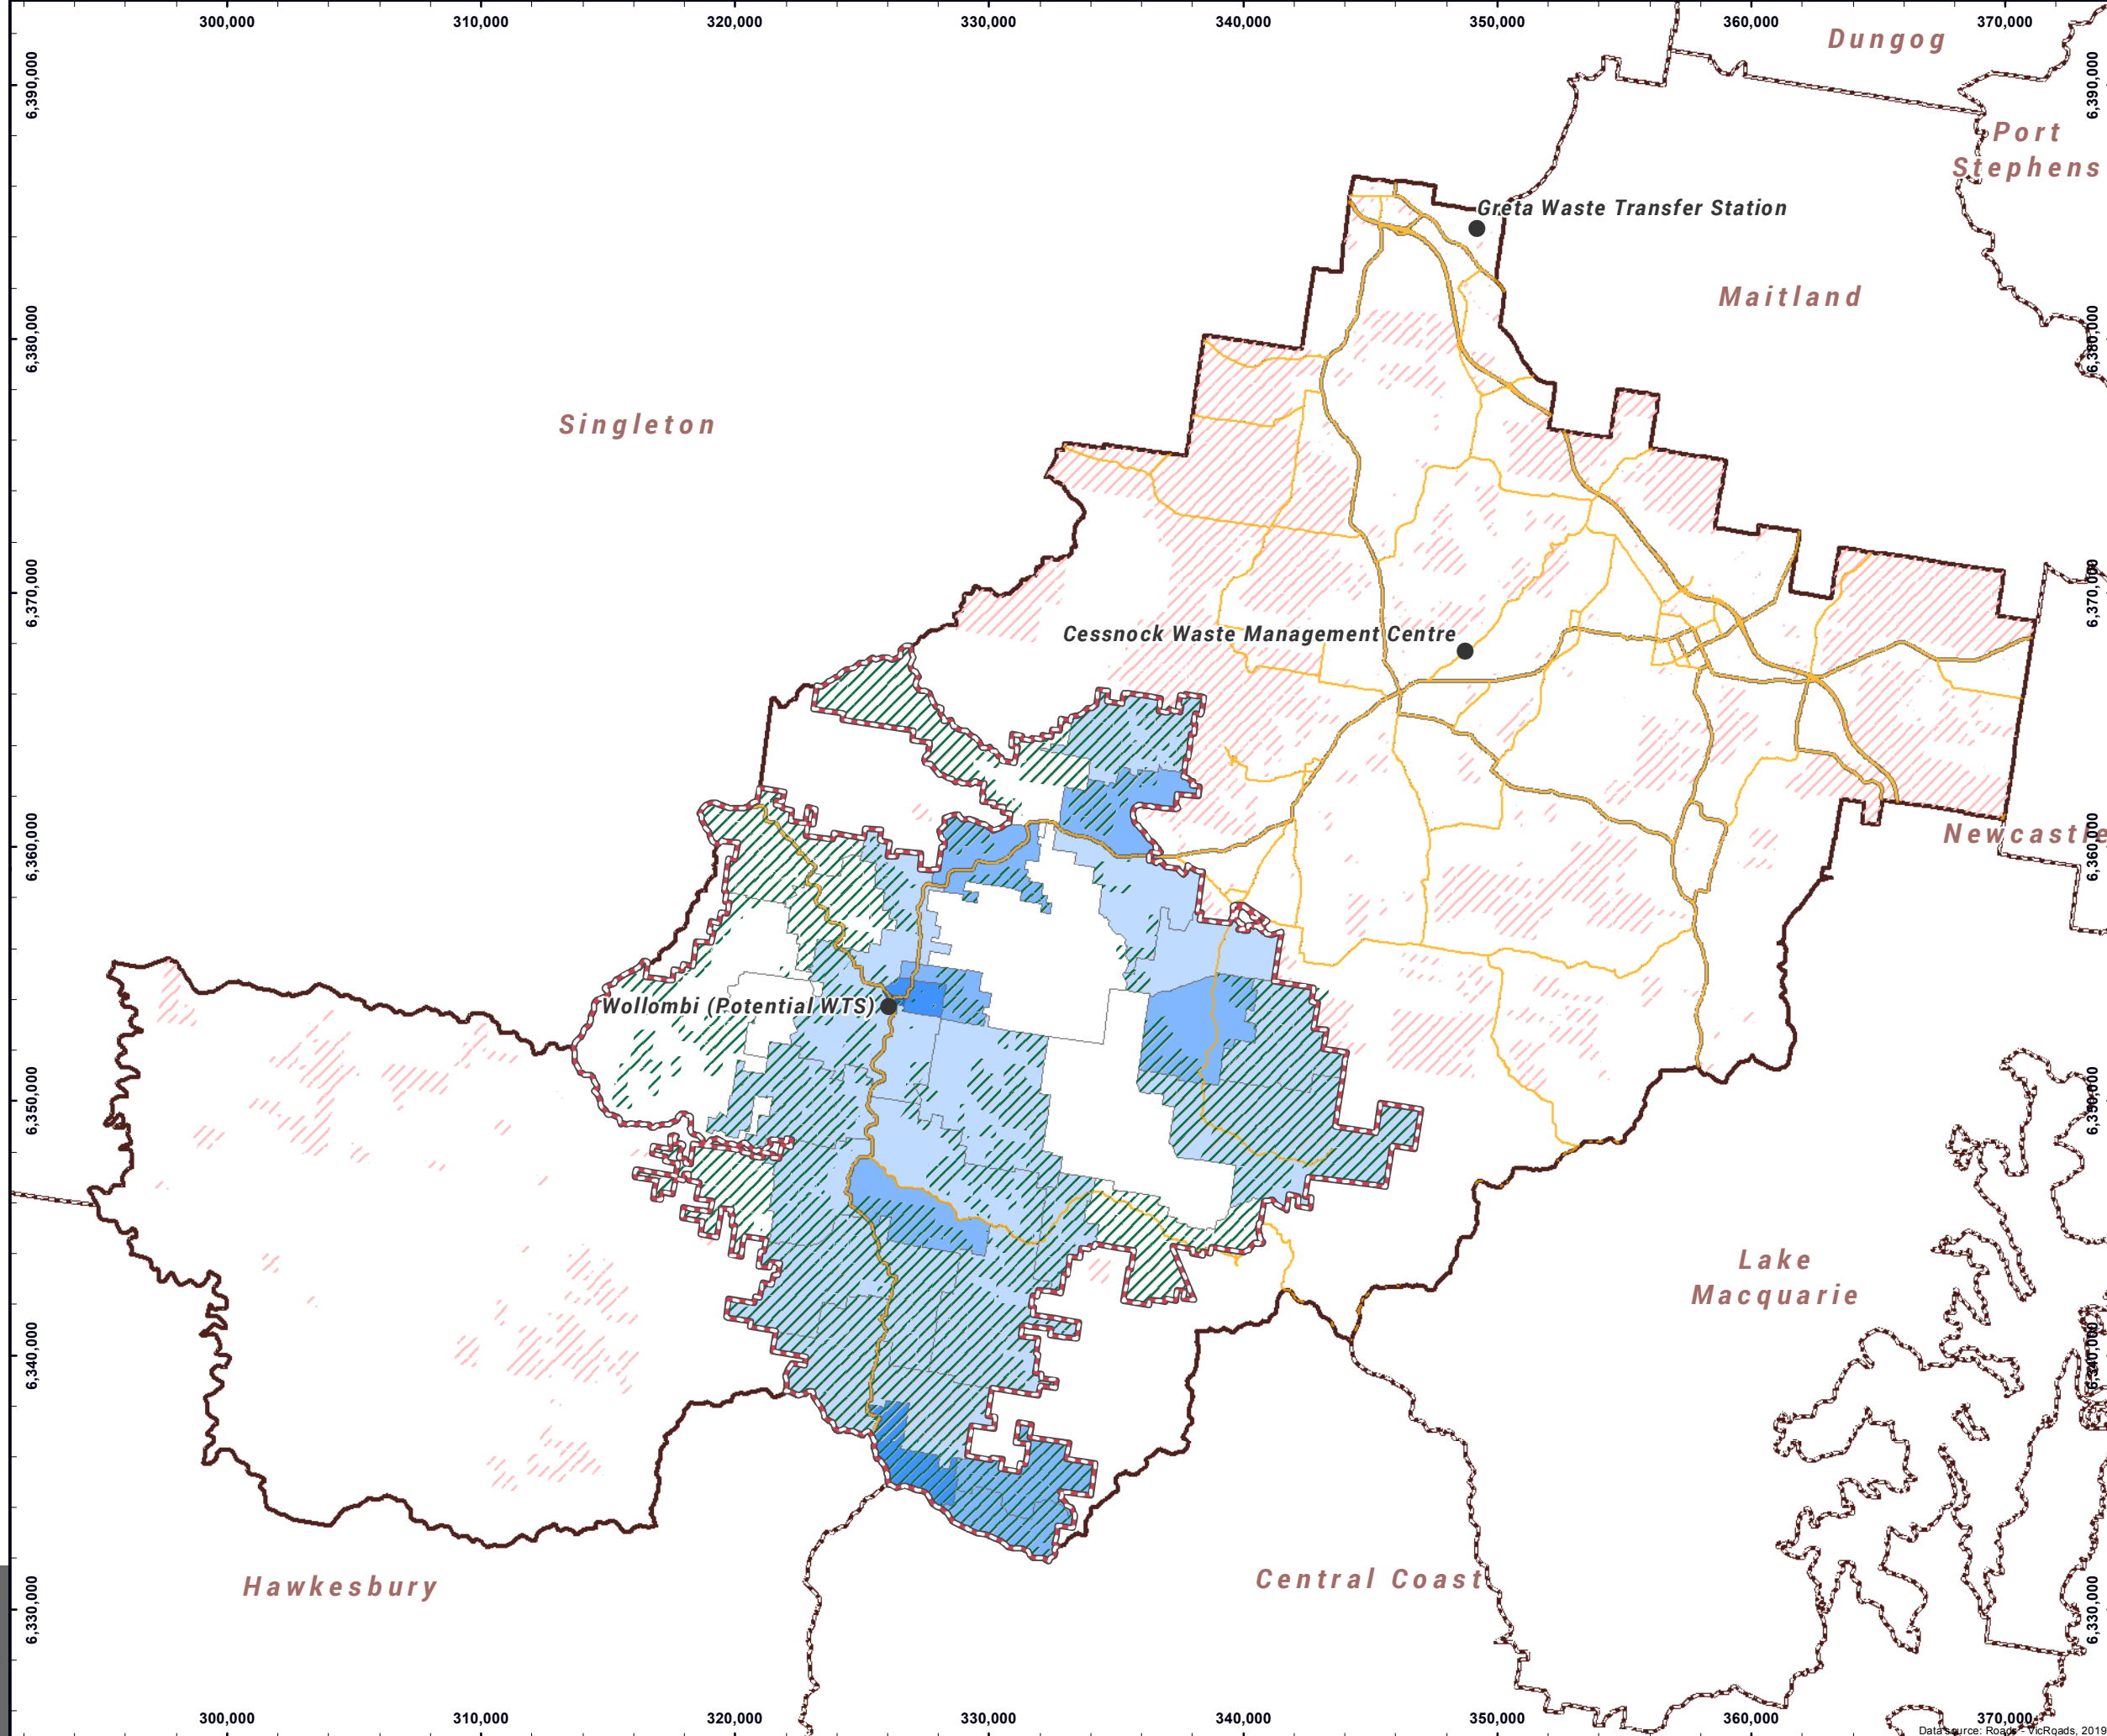 300,000 310,000 320,000 330,000 340,000 350,000 360,000 370,000
Dungog
6,390,000 6,390,000
Port
Stephens
Greta Waste Transfer Station
Maitland
6,380,000 6,380,000
Singleton
6,370,000 6,370,000
Cessnock Waste Management Centre
Newcastle
6,360,000 6,360,000
Wollombi (Potential WTS)
6,350,000 6,350,000
Lake
Macquarie
6,340,000 6,340,000
Central Coast
Hawkesbury
6,330,000 6,330,000
300,000 310,000 320,000 330,000 340,000 350,000 360,000 370,000
Data source: Roads - VicRoads, 2019